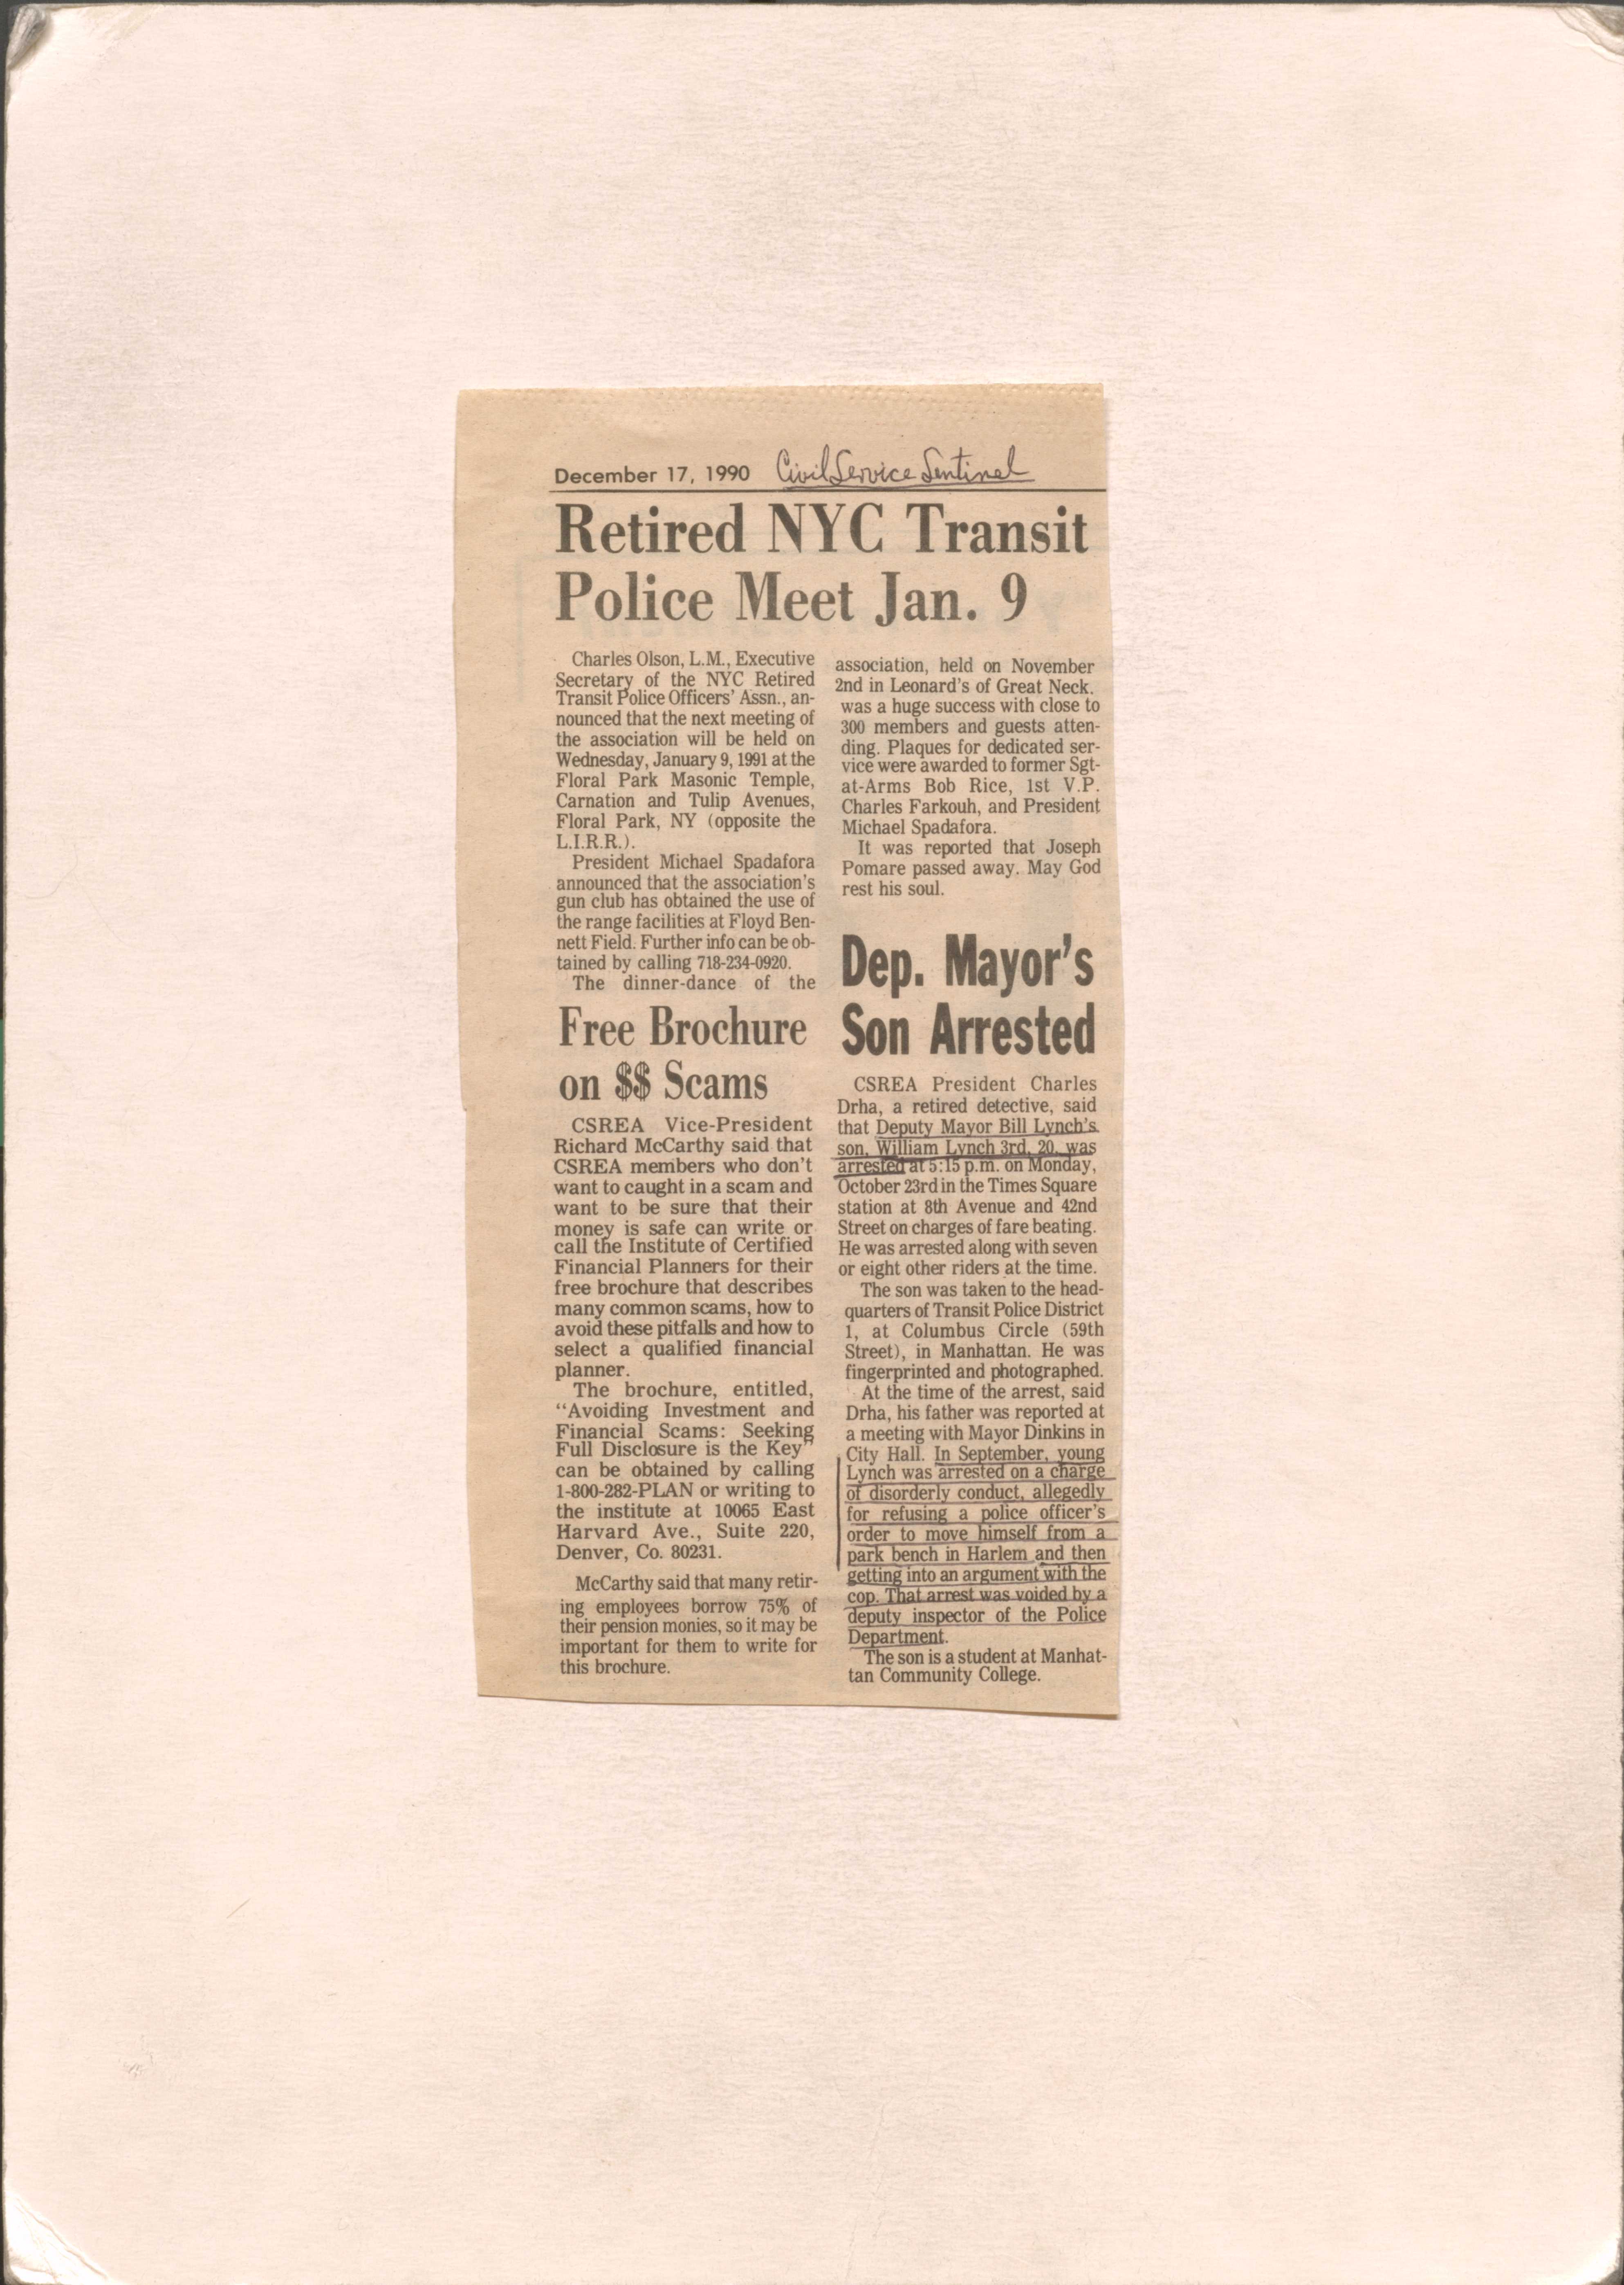 December 17, 1990 Civil Service Sentinel
Retired NYC Transit
Police Meet Jan. 9
Charles Olson, L.M., Executive
Secretary of the NYC Retired
Transit Police Officers' Assn., an-
nounced that the next meeting of
the association will be held on
Wednesday, January 9, 1991 at the
Floral Park Masonic Temple,
Carnation and Tulip Avenues,
Floral Park, NY (opposite the
L.I.R.R.).
President Michael Spadafora
announced that the association's
gun club has obtained the use of
the range facilities at Floyd Ben-
nett Field. Further info can be ob-
tained by calling 718-234-0920.
The dinner-dance of the
association, held on November
2nd in Leonard's of Great Neck.
was a huge success with close to
300 members and guests atten-
ding. Plaques for dedicated ser-
vice were awarded to former Sgt-
at-Arms Bob Rice, 1st V.P.
Charles Farkouh, and President
Michael Spadafora.
It was reported that Joseph
Pomare passed away. May God
rest his soul.
Free Brochure
on $$ Scams
CSREA Vice-President
Richard McCarthy said that
CSREA members who don't
want to caught in a scam and
want to be sure that their
money is safe can write or
call the Institute of Certified
Financial Planners for their
free brochure that describes
many common scams, how to
avoid these pitfalls and how to
select a qualified financial
planner.
The brochure, entitled,
"Avoiding Investment and
Financial Scams: Seeking
Full Disclosure is the Key"
can be obtained by calling
1-800-282-PLAN or writing to
the institute at 10065 East
Harvard Ave., Suite 220,
Denver, Co. 80231.
McCarthy said that many retir-
ing employees borrow 75% of
their pension monies, so it may be
important for them to write for
this brochure.
Dep. Mayor's
Son Arrested
CSREA President Charles
Drha, a retired detective, said
that Deputy Mayor Bill Lynch's
son, William Lynch 3rd, 20, was
arrested at 5:15 p.m. on Monday,
October 23rd in the Times Square
station at 8th Avenue and 42nd
Street on charges of fare beating.
He was arrested along with seven
or eight other riders at the time.
The son was taken to the head-
quarters of Transit Police District
1, at Columbus Circle (59th
Street), in Manhattan. He was
fingerprinted and photographed.
At the time of the arrest, said
Drha, his father was reported at
a meeting with Mayor Dinkins in
City Hall. In September, young
Lynch was arrested on a charge
of disorderly conduct, allegedly
for refusing a police officer's
order to move himself from a
park bench in Harlem and then
getting into an argument with the
cop. That arrest was voided by a
deputy inspector of the Police
Department.
The son is a student at Manhat-
tan Community College.